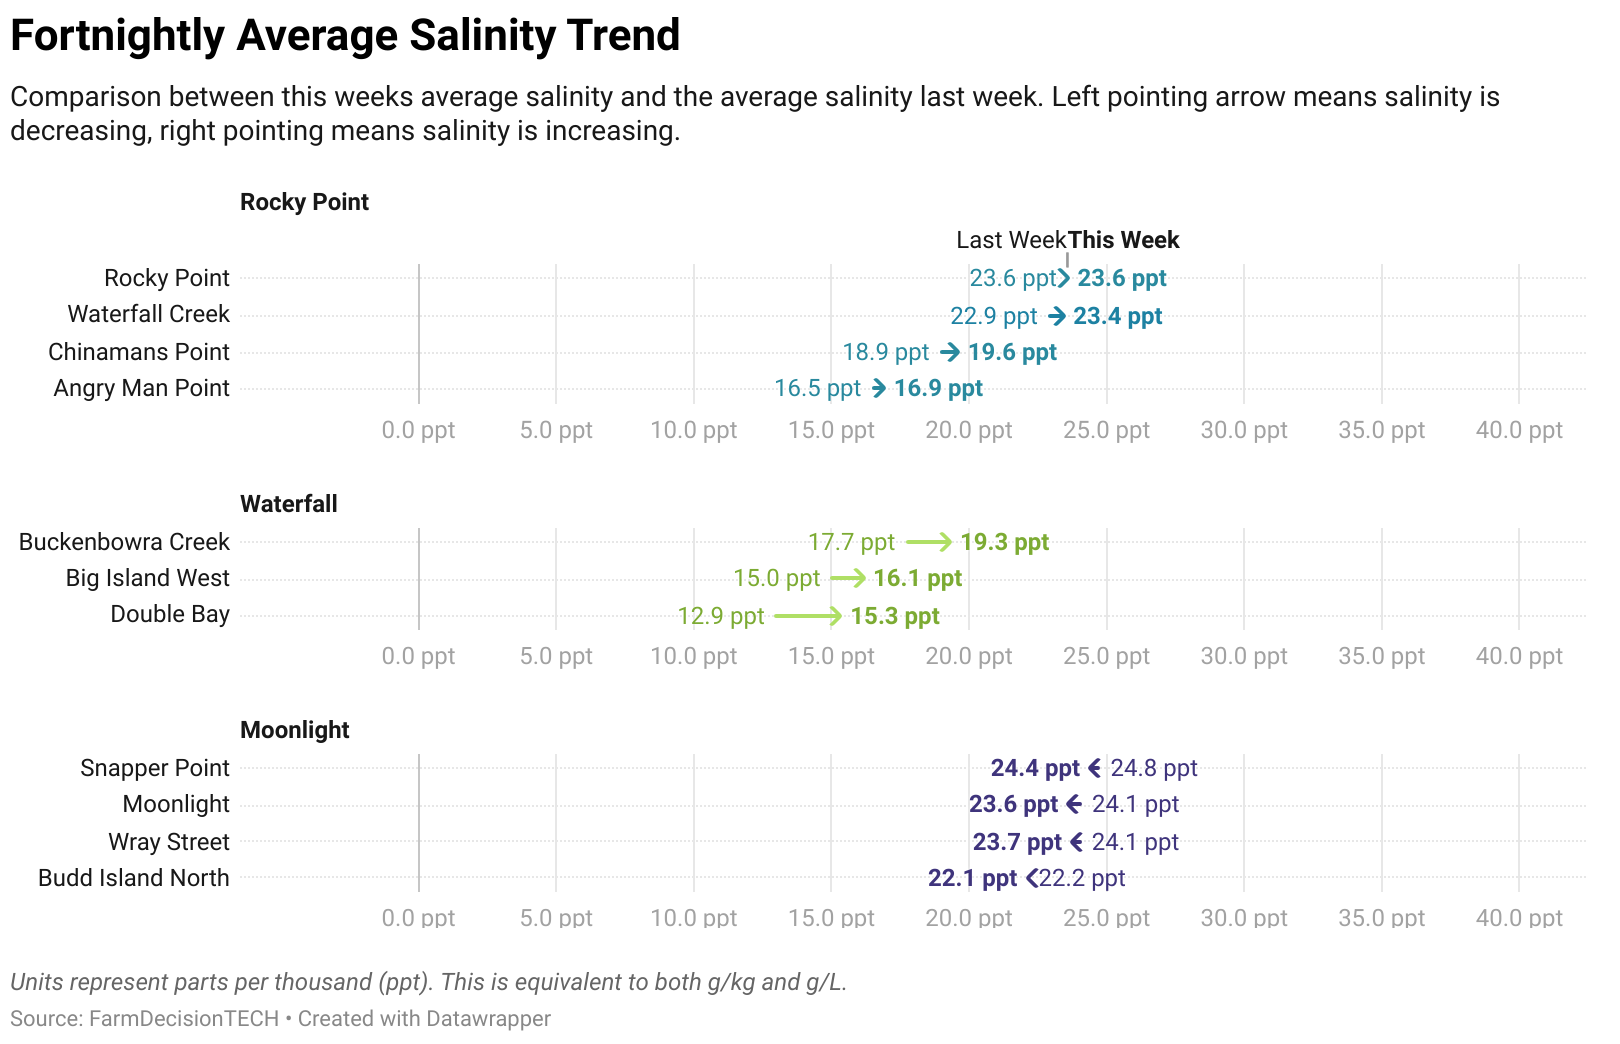 Fortnightly Average Salinity Trend
Comparison between this weeks average salinity and the average salinity last week. Left pointing arrow means salinity is
decreasing, right pointing means salinity is increasing.
Rocky Point
Last Week This Week
Rocky Point 23.6 ppt 23.6 ppt
Waterfall Creek 22.9 ppt 23.4 ppt
Chinamans Point 18.9 ppt 19.6 ppt
Angry Man Point 16.5 ppt 16.9 ppt
0.0 ppt 5.0 ppt 10.0 ppt 15.0 ppt 20.0 ppt 25.0 ppt 30.0 ppt 35.0 ppt 40.0 ppt
Waterfall
Buckenbowra Creek 17.7 ppt 19.3 ppt
Big Island West 15.0 ppt 16.1 ppt
Double Bay 12.9 ppt 15.3 ppt
0.0 ppt 5.0 ppt 10.0 ppt 15.0 ppt 20.0 ppt 25.0 ppt 30.0 ppt 35.0 ppt 40.0 ppt
Moonlight
Snapper Point 24.4 ppt 24.8 ppt
Moonlight 23.6 ppt 24.1 ppt
Wray Street 23.7 ppt 24.1 ppt
Budd Island North 22.1 ppt 22.2 ppt
0.0 ppt 5.0 ppt 10.0 ppt 15.0 ppt 20.0 ppt 25.0 ppt 30.0 ppt 35.0 ppt 40.0 ppt
Units represent parts per thousand (ppt). This is equivalent to both g/kg and g/L.
Source: FarmDecisionTECH • Created with Datawrapper